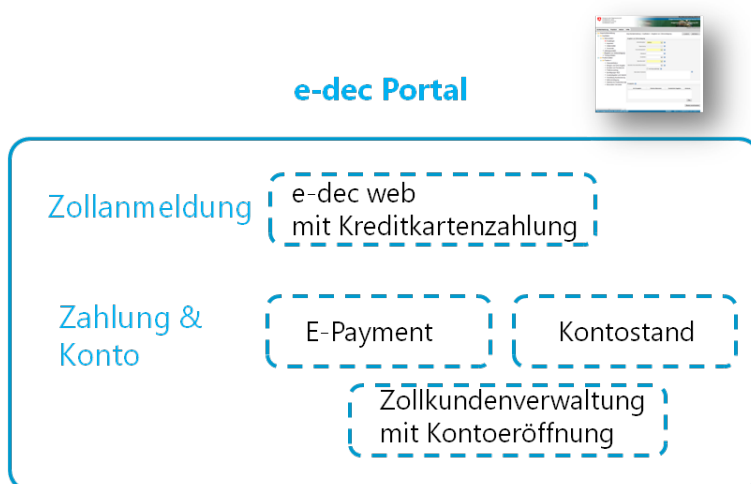 e-dec Portal
Zollanmeldung
e-dec web
mit Kreditkartenzahlung
Zahlung &
Konto
E-Payment
Kontostand
Zollkundenverwaltung
mit Kontoeröffnung